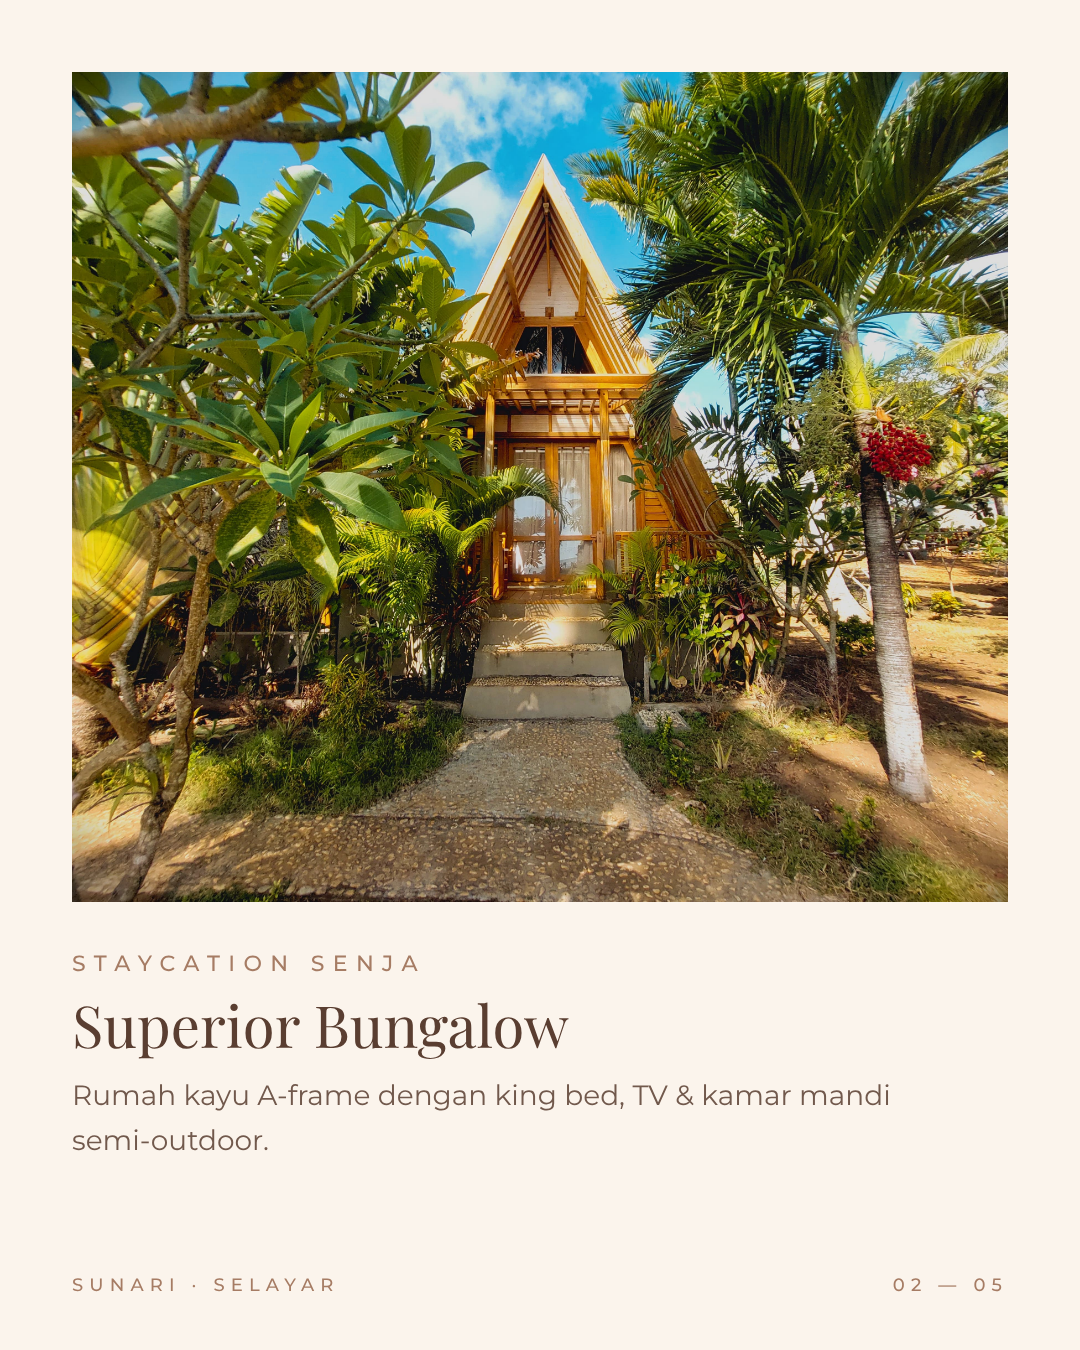 STAYCATION SENJA
Superior Bungalow
Rumah kayu A-frame dengan king bed, TV & kamar mandi
semi-outdoor.
SUNARI · SELAYAR
02 — 05